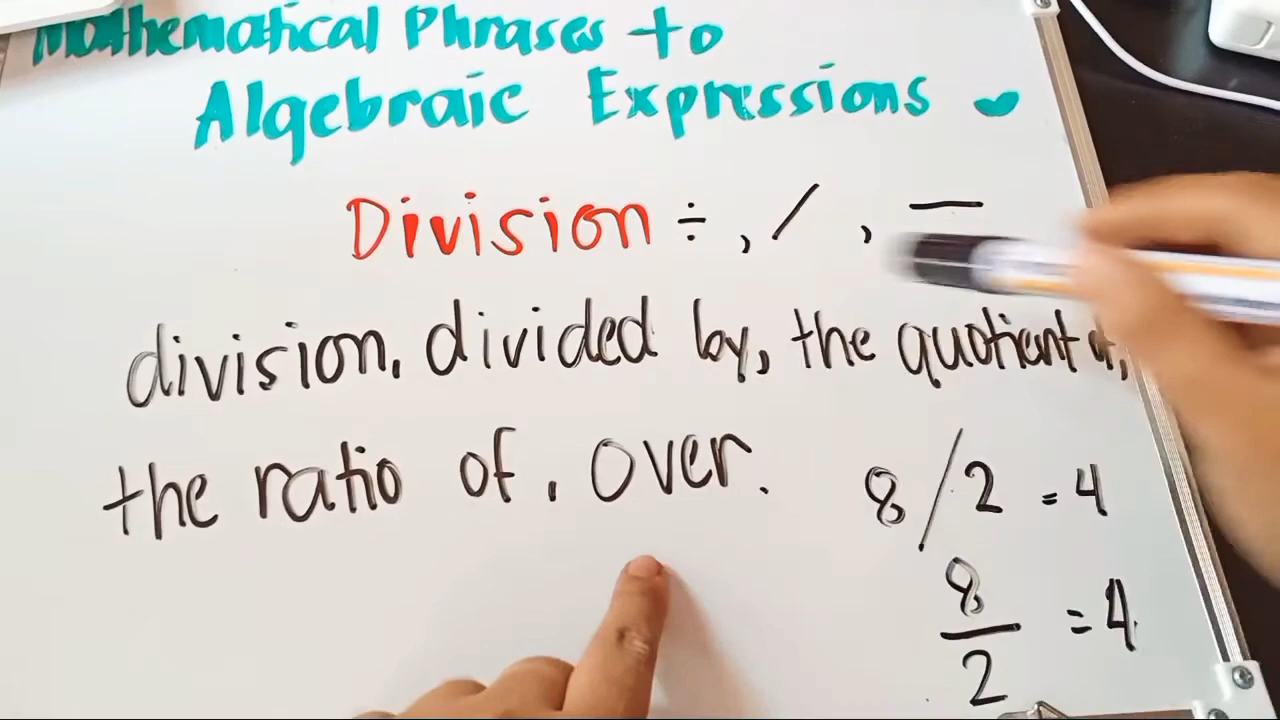 Mathematical Phrases to
Algebraic Expressions
Division ÷ , / , —
division, divided by, the quotient of,
the ratio of, over.
8/2 = 4
8
—
2
= 4